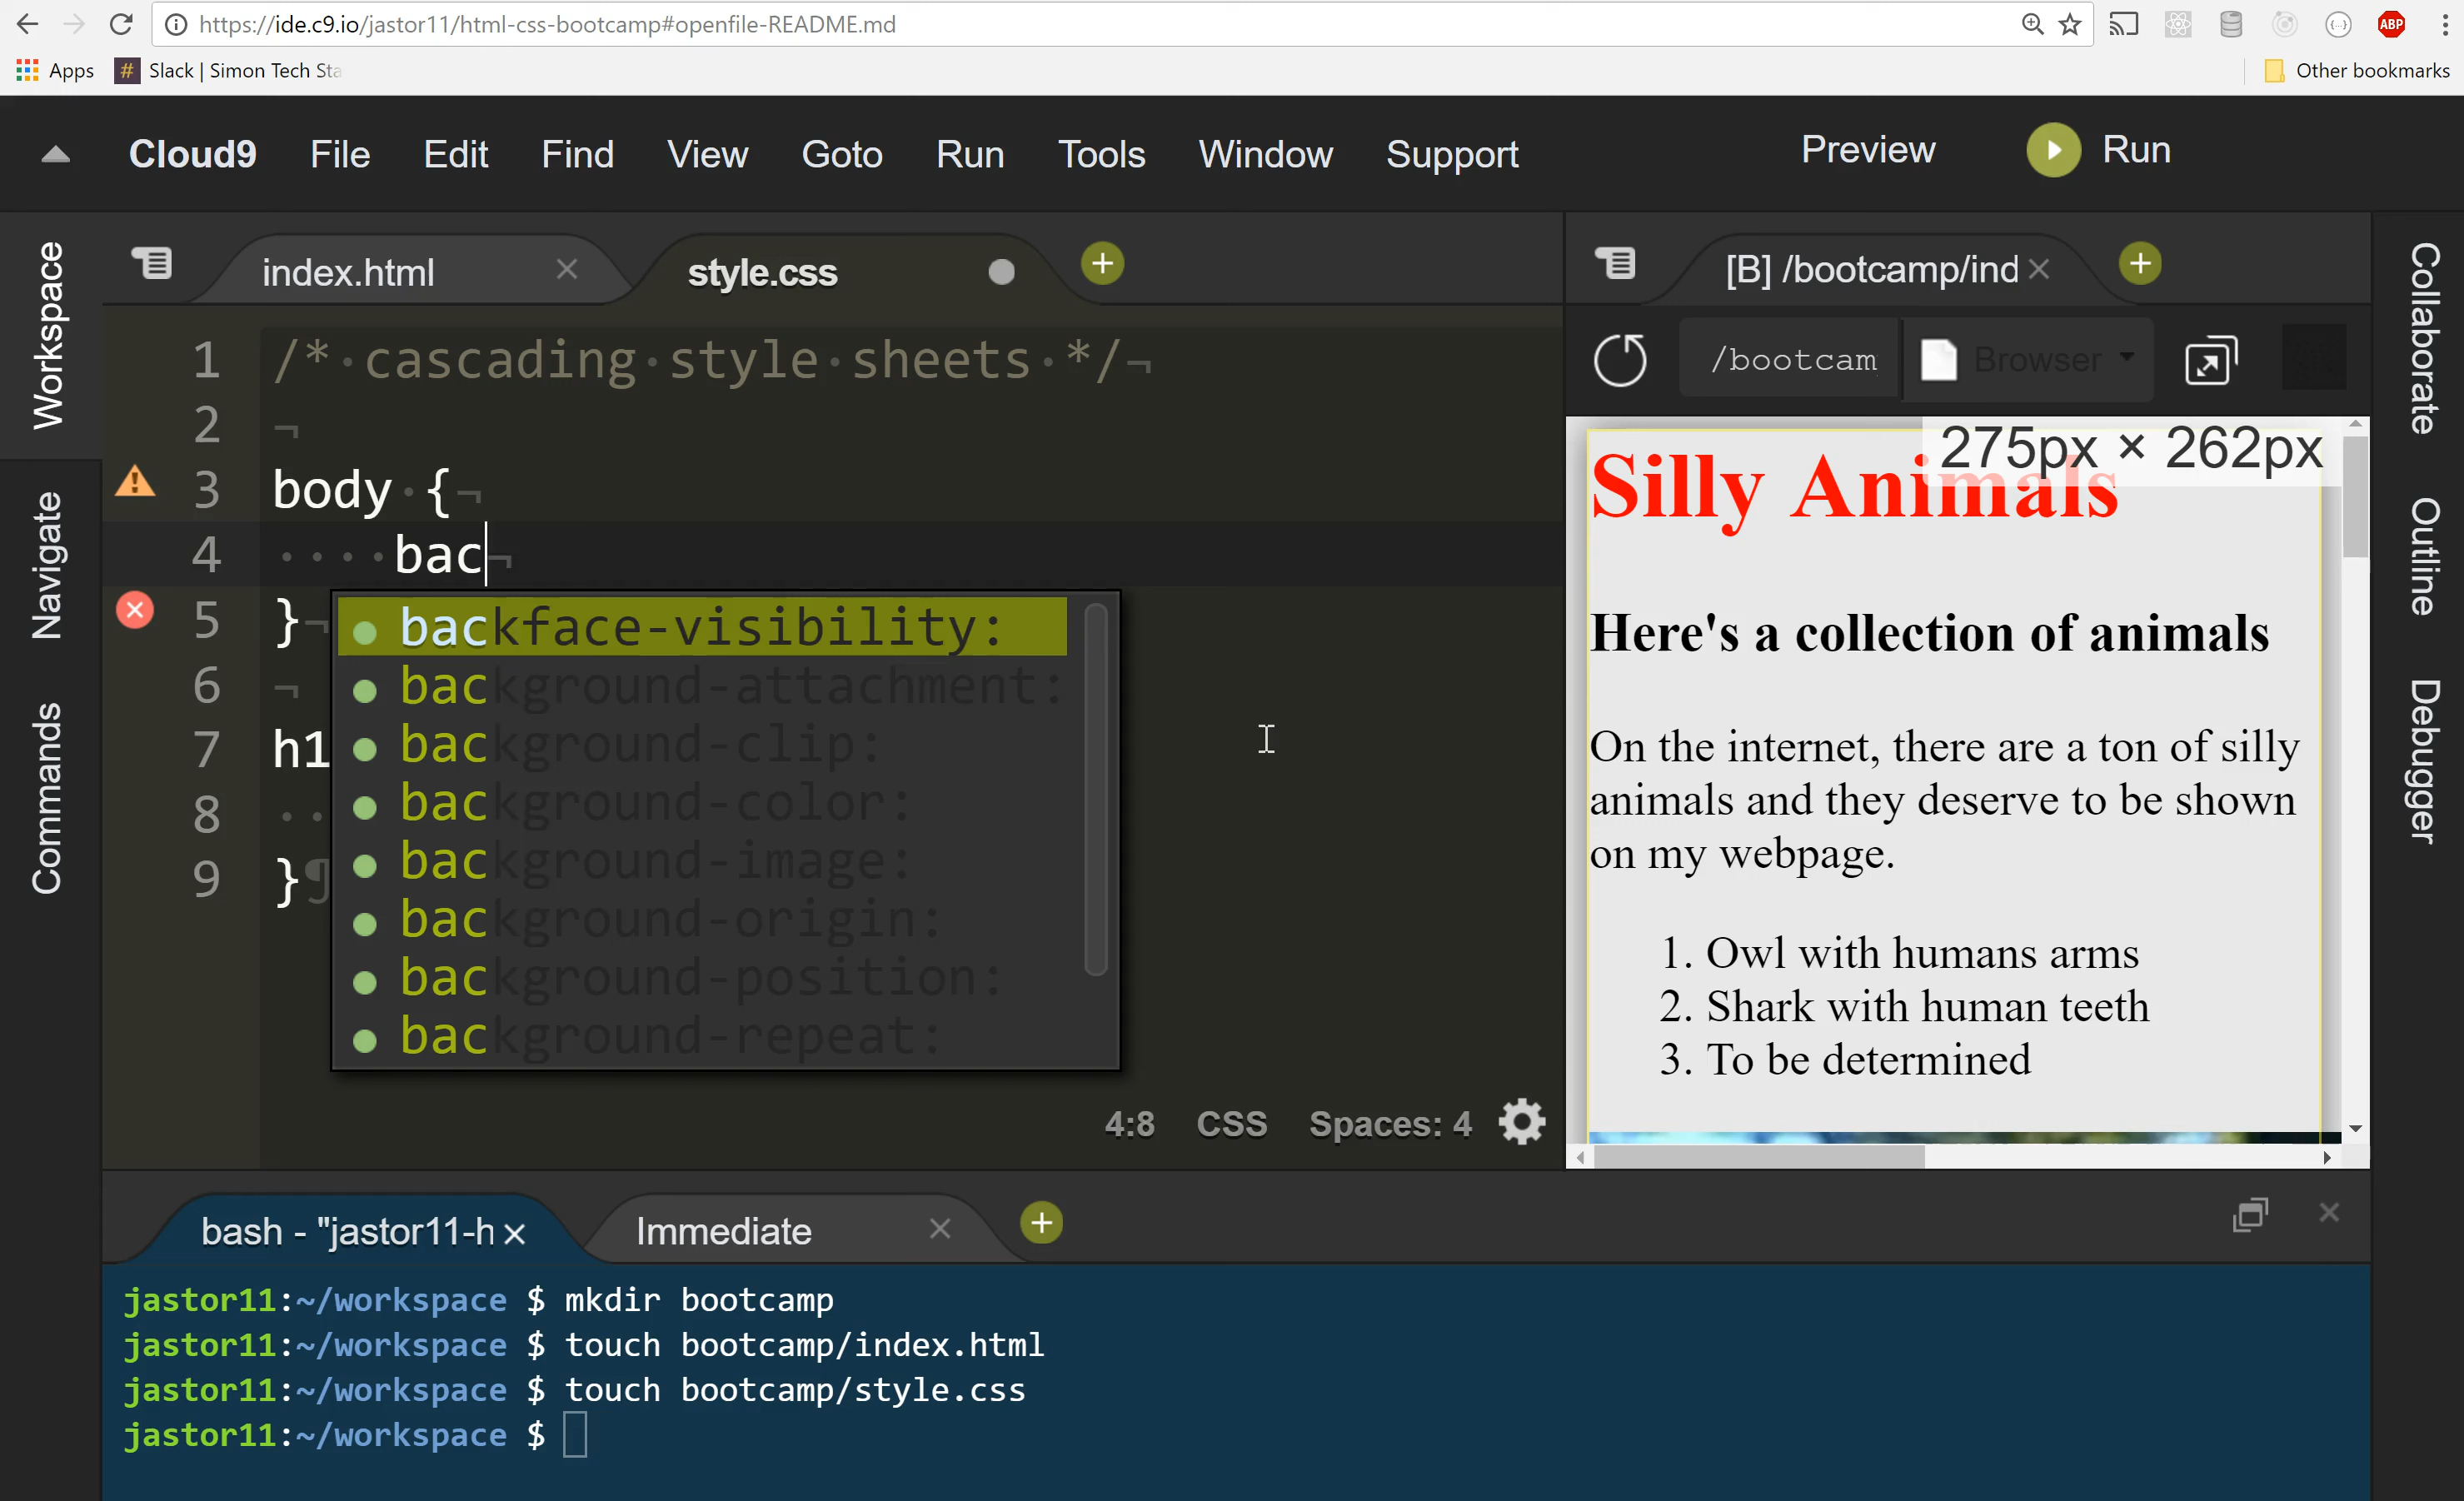 https://ide.c9.io/jastor11/html-css-bootcamp#openfile-README.md
ABP
Apps
# Slack | Simon Tech Sta
Other bookmarks
Cloud9 File Edit Find View Goto Run Tools Window Support Preview Run
Workspace
Navigate
Commands
index.html
style.css
1 /* cascading style sheets */
2
3 body {
4 bac
5 }
6
7 h1
8
9 }
backface-visibility:
background-attachment:
background-clip:
background-color:
background-image:
background-origin:
background-position:
background-repeat:
4:8 CSS Spaces: 4
[B] /bootcamp/ind
/bootcam
Browser
275px × 262px
Silly Animals
Here's a collection of animals
On the internet, there are a ton of silly
animals and they deserve to be shown
on my webpage.
1. Owl with humans arms
2. Shark with human teeth
3. To be determined
Collaborate
Outline
Debugger
bash - "jastor11-h
Immediate
jastor11:~/workspace $ mkdir bootcamp
jastor11:~/workspace $ touch bootcamp/index.html
jastor11:~/workspace $ touch bootcamp/style.css
jastor11:~/workspace $